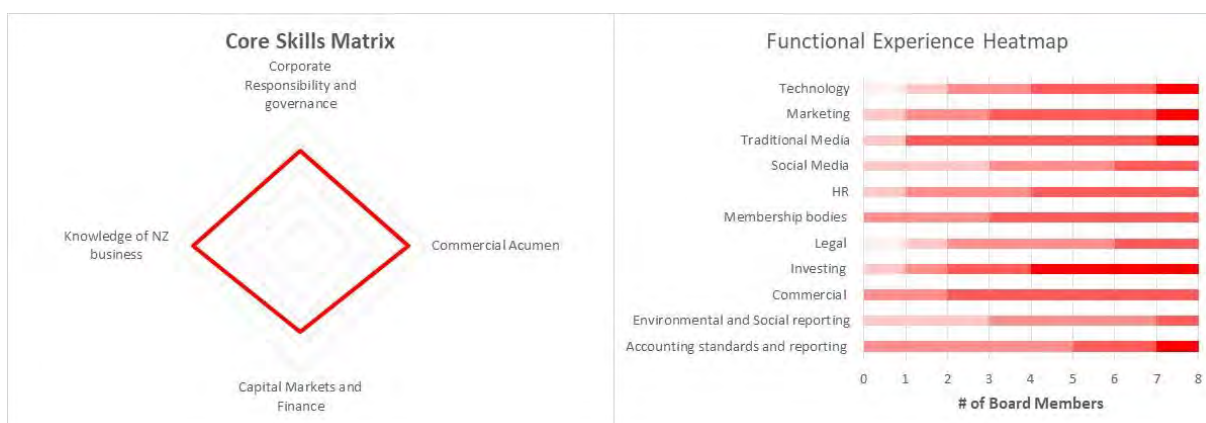 Core Skills Matrix
Corporate
Responsibility and
governance
Knowledge of NZ
business
Commercial Acumen
Capital Markets and
Finance
Functional Experience Heatmap
Technology
Marketing
Traditional Media
Social Media
HR
Membership bodies
Legal
Investing
Commercial
Environmental and Social reporting
Accounting standards and reporting
0 1 2 3 4 5 6 7 8
# of Board Members